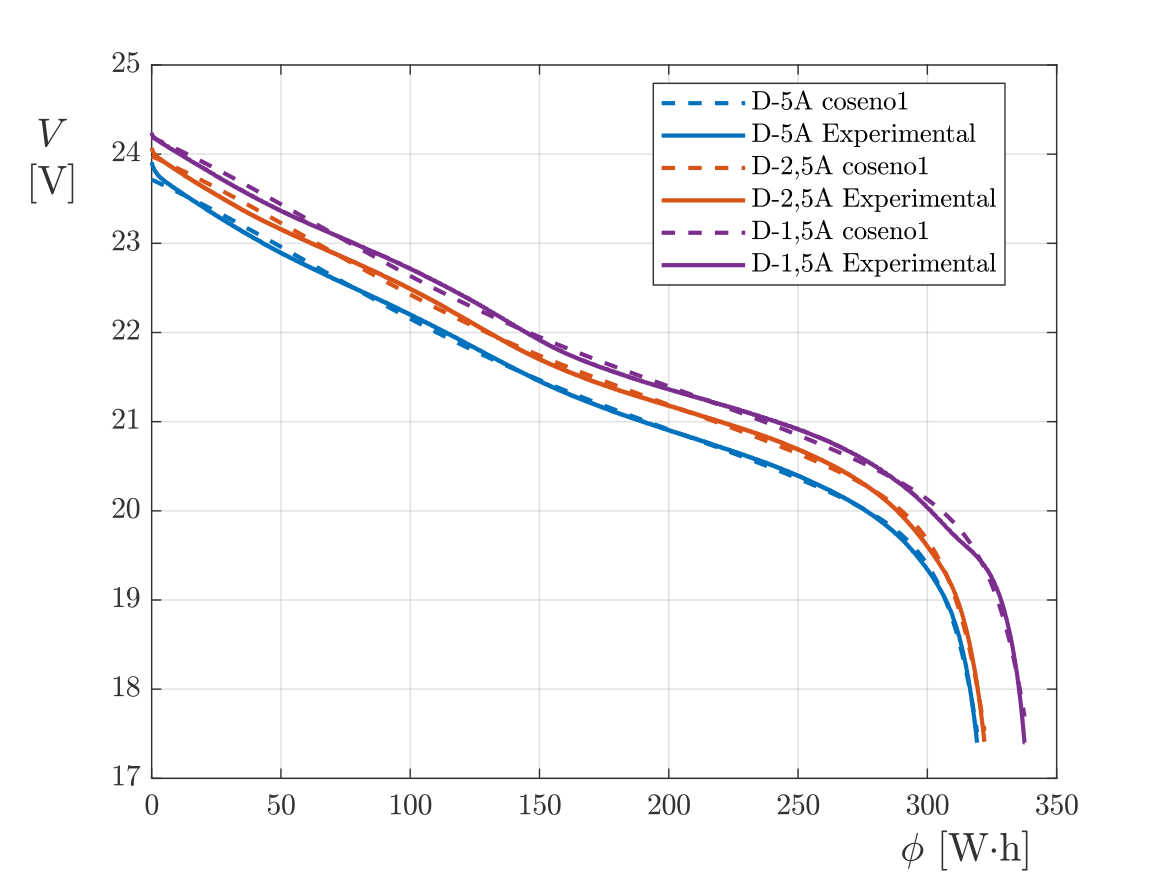 25
24
23
22
21
20
19
18
17
V
[V]
D-5A coseno1
D-5A Experimental
D-2,5A coseno1
D-2,5A Experimental
D-1,5A coseno1
D-1,5A Experimental
0 50 100 150 200 250 300 350
ϕ [W·h]